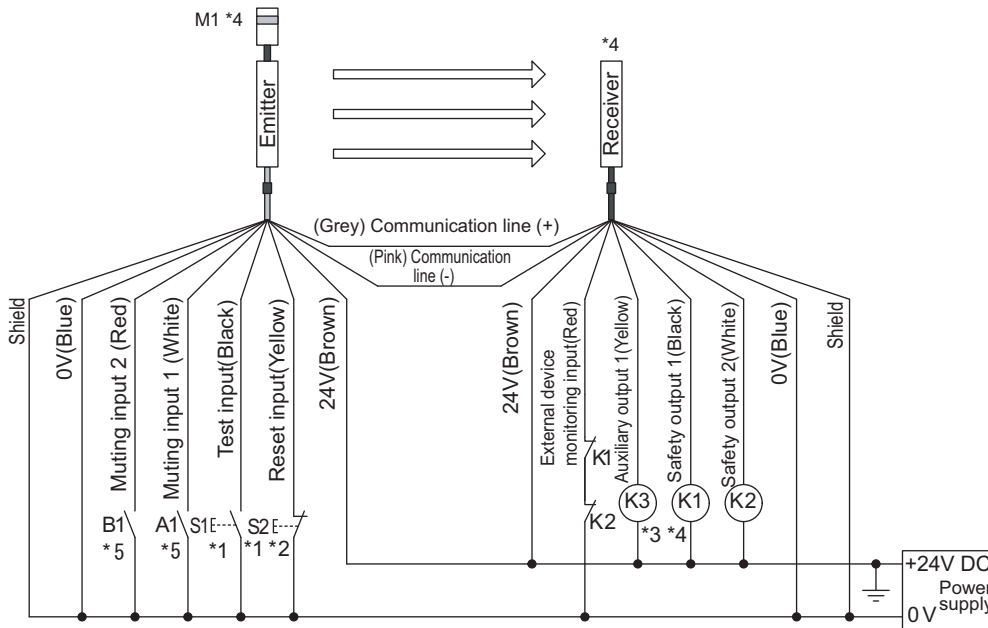 M1 *4
*4
Emitter
Receiver
(Grey) Communication line (+)
(Pink) Communication
line (-)
Shield
0V(Blue)
Muting input 2 (Red)
Muting input 1 (White)
Test input(Black)
Reset input(Yellow)
24V(Brown)
24V(Brown)
External device
monitoring input(Red)
Auxiliary output 1(Yellow)
Safety output 1(Black)
Safety output 2(White)
0V(Blue)
Shield
K1
K2
K3
K1
K2
B1
*5
A1
*5
S1
*1
S2
*1 *2
*3 *4
+24V DC
Power
supply
0V